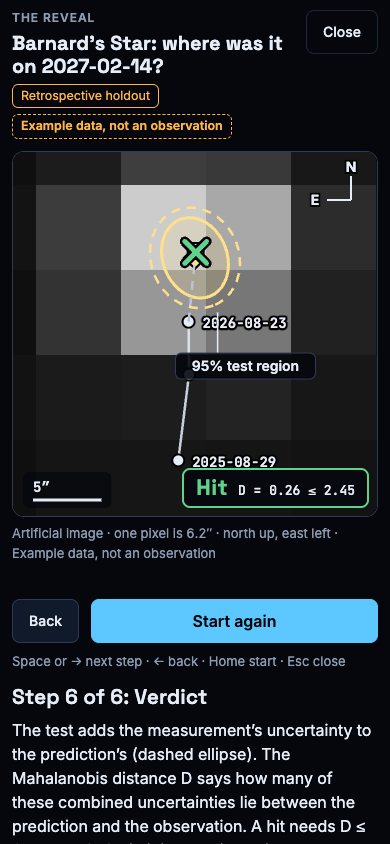 THE REVEAL
Barnard's Star: where was it
on 2027-02-14?
Close
Retrospective holdout
Example data, not an observation
N
E
2026-08-23
95% test region
2025-08-29
5″
Hit D = 0.26 ≤ 2.45
Artificial image · one pixel is 6.2″ · north up, east left ·
Example data, not an observation
Back
Start again
Space or → next step · ← back · Home start · Esc close
Step 6 of 6: Verdict
The test adds the measurement's uncertainty to
the prediction's (dashed ellipse). The
Mahalanobis distance D says how many of
these combined uncertainties lie between the
prediction and the observation. A hit needs D ≤